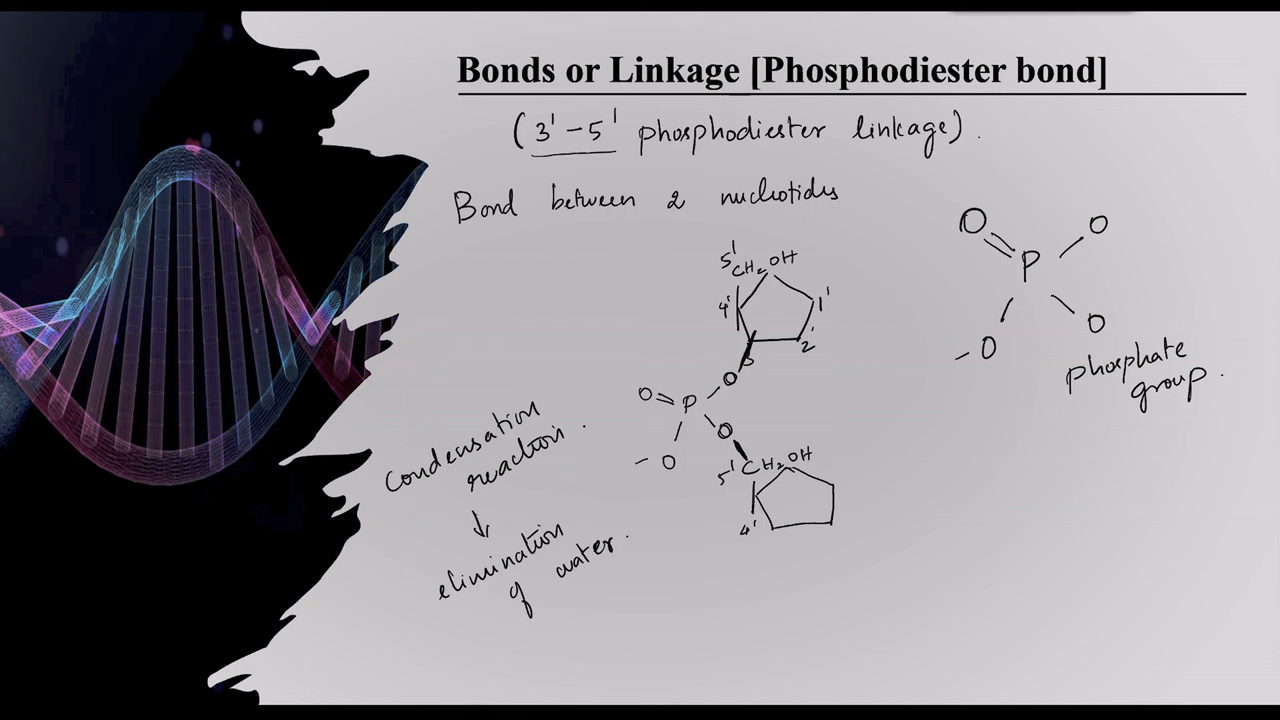 Bonds or Linkage [Phosphodiester bond]
(3' - 5' phosphodiester linkage).
Bond between 2 nucleotides
O O
P
- O O
phosphate
group.
5' CH2OH
4' 1'
3 2'
O
O = P
- O O
5' CH2OH
4'
condensation
reaction.
↓
elimination
of water.